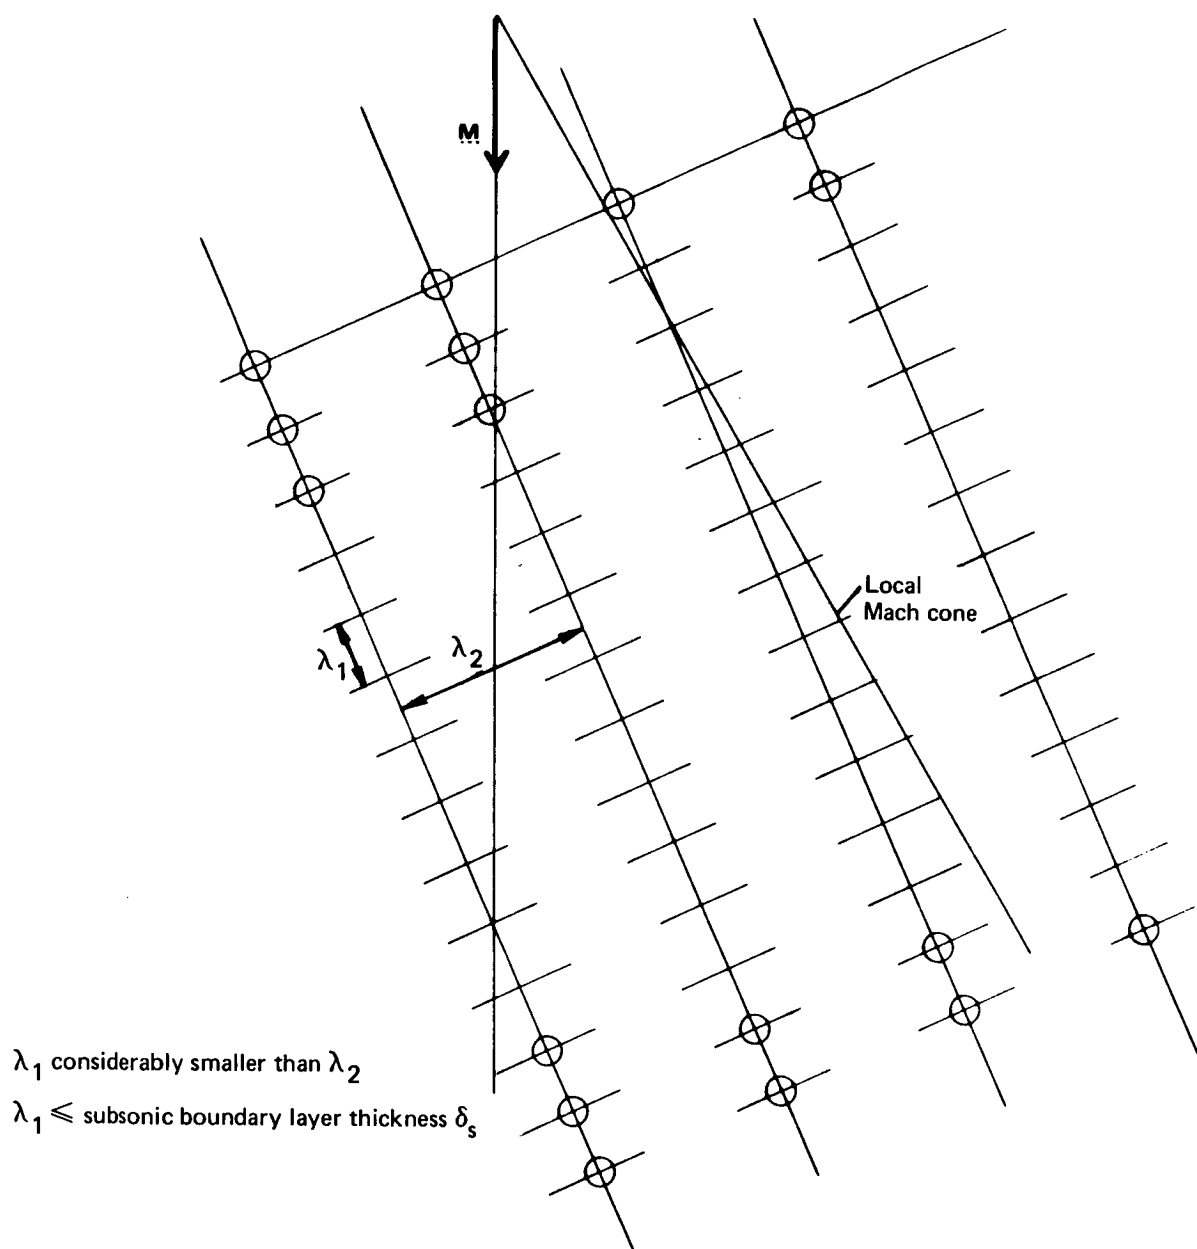 M
Local
Mach cone
λ1
λ2
λ1 considerably smaller than λ2
λ1 ⩽ subsonic boundary layer thickness δs